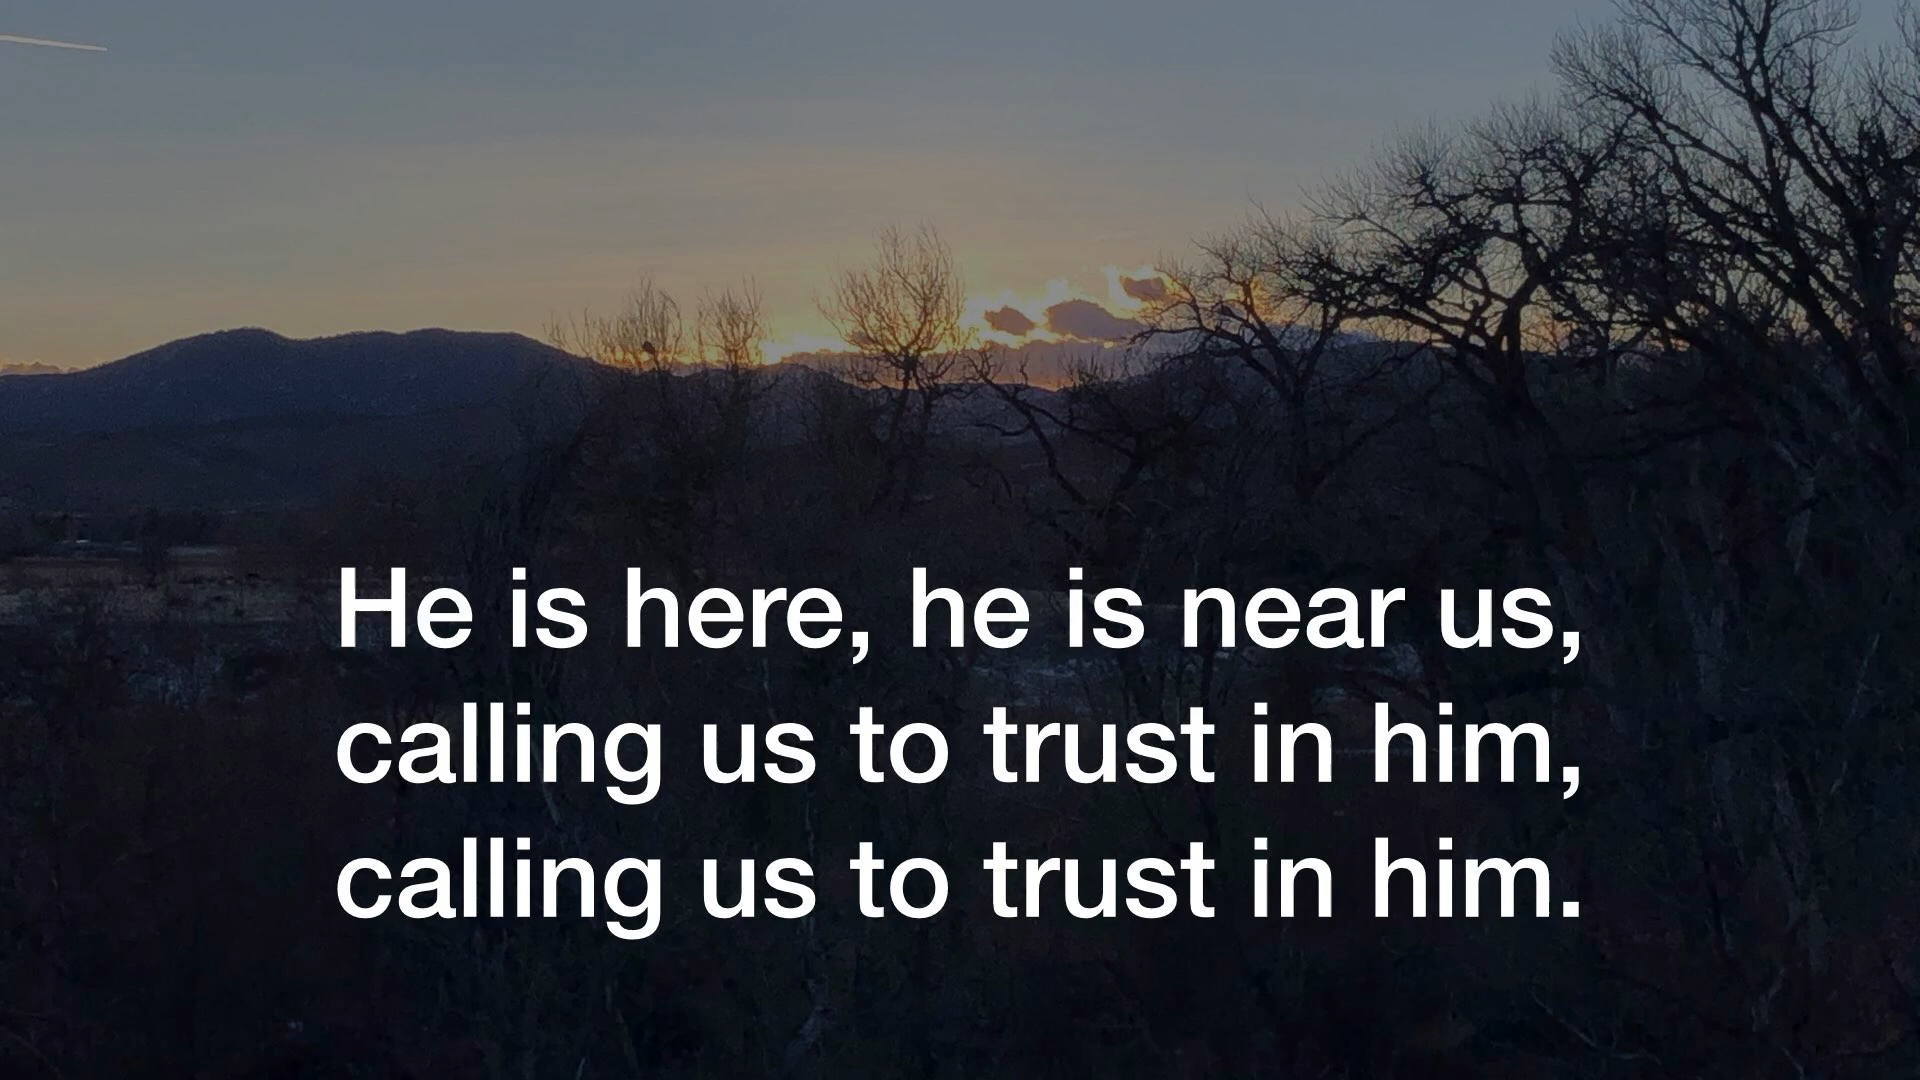 He is here, he is near us,
calling us to trust in him,
calling us to trust in him.